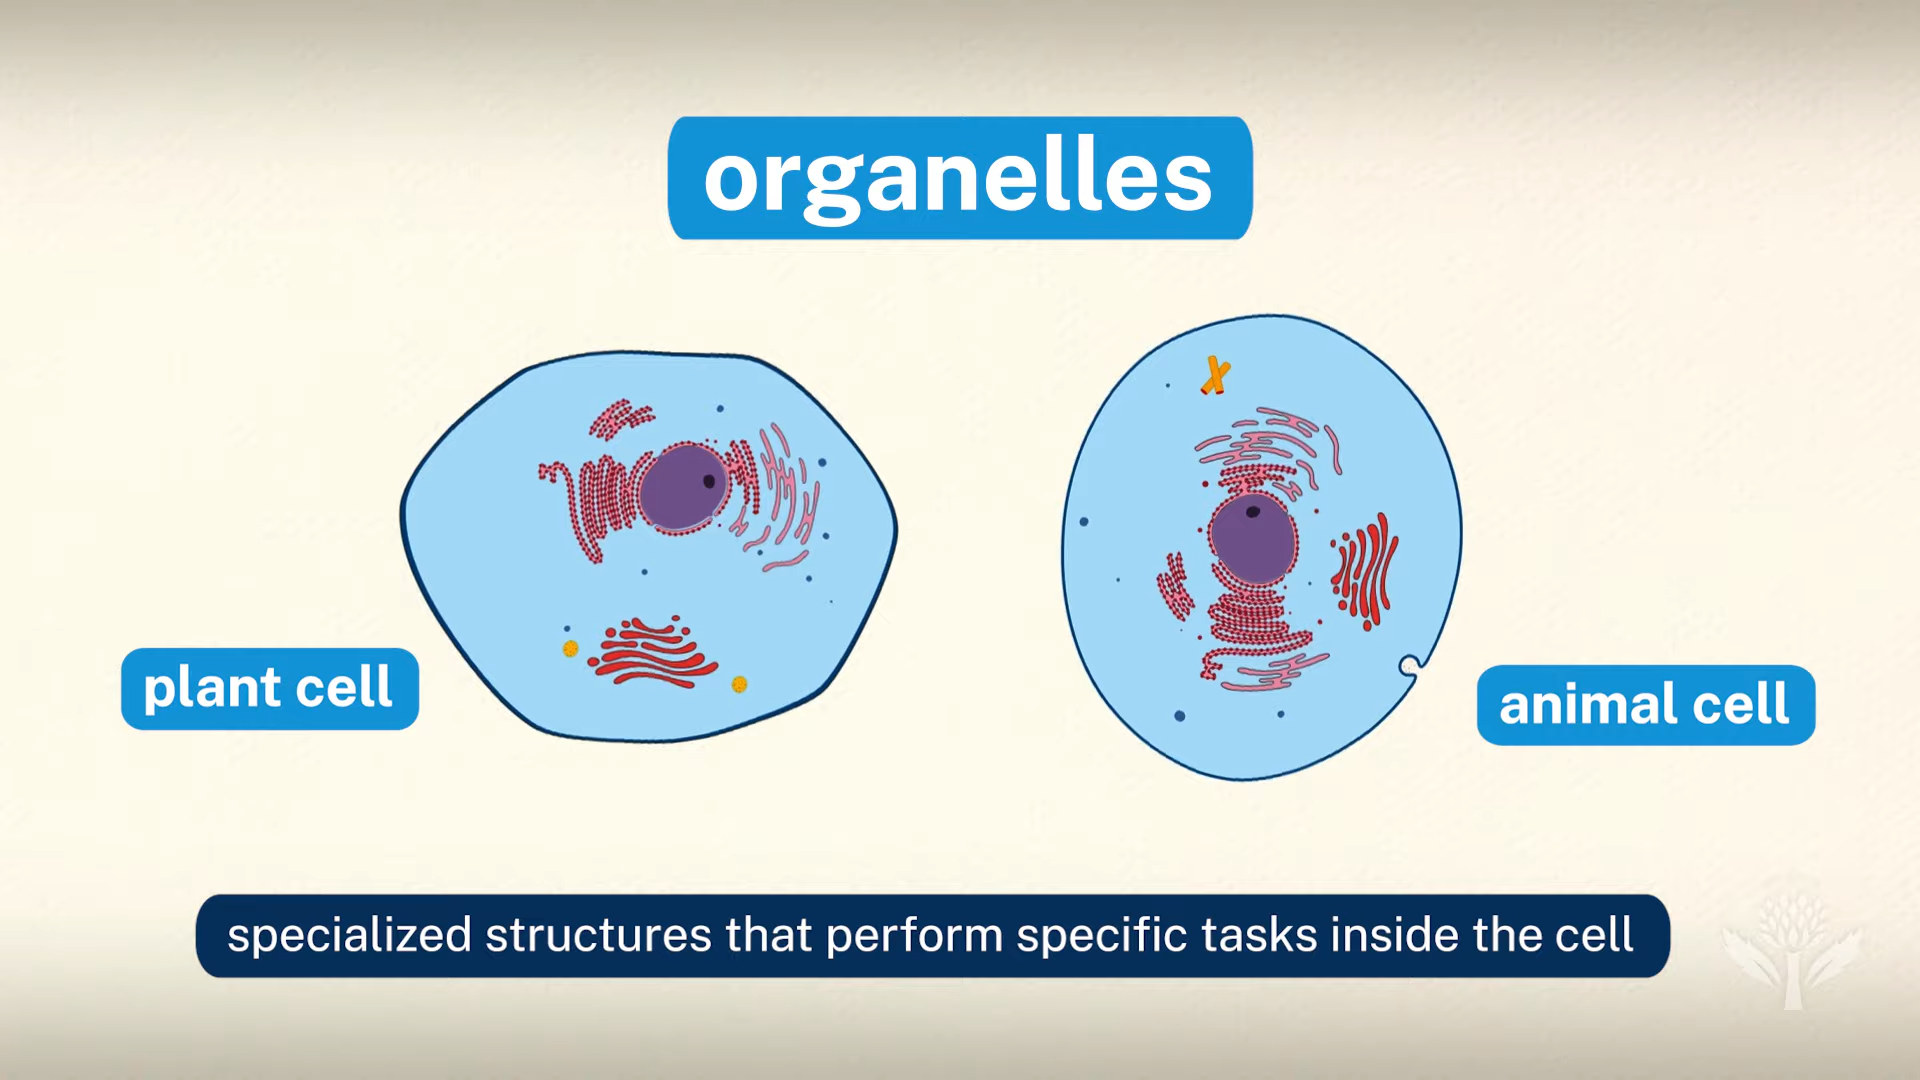 organelles
plant cell
animal cell
specialized structures that perform specific tasks inside the cell